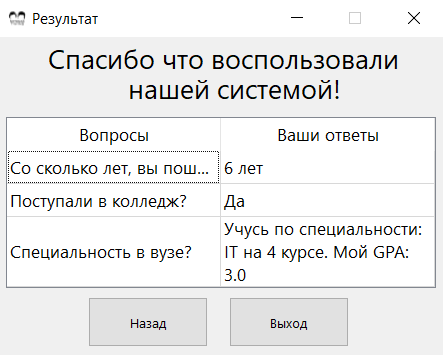 Результат
Спасибо что воспользовали
нашей системой!
Вопросы Ваши ответы
Со сколько лет, вы пош... 6 лет
Поступали в колледж? Да
Специальность в вузе? Учусь по специальности:
IT на 4 курсе. Мой GPA:
3.0
Назад Выход